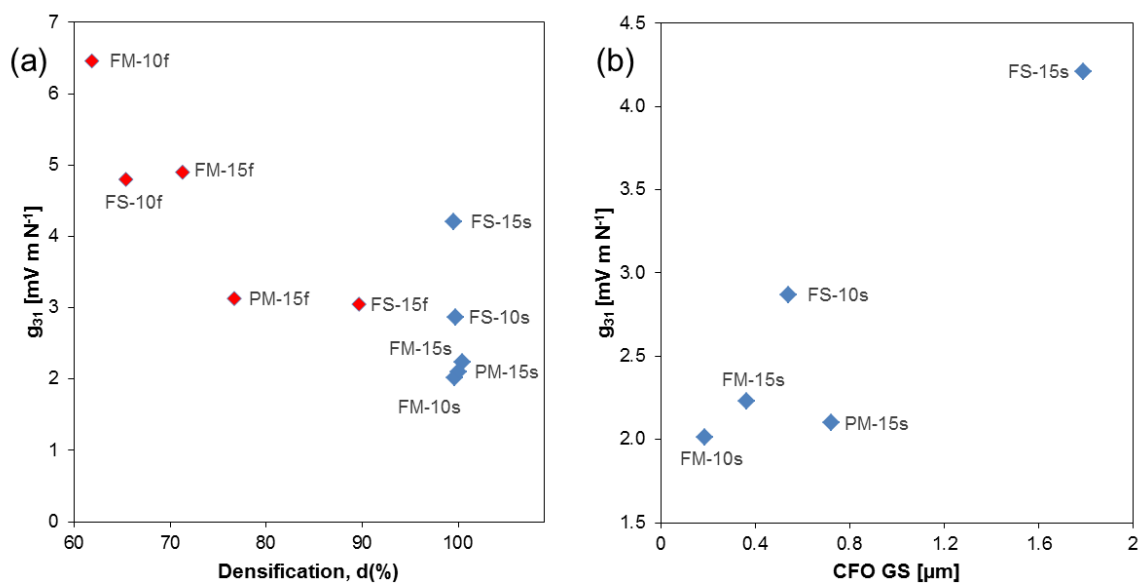 (a)
g31 [mV m N-1]
7
6
5
4
3
2
1
0
FM-10f
FM-15f
FS-10f
FS-15s
PM-15f
FS-15f
FS-10s
FM-15s
PM-15s
FM-10s
60
70
80
90
100
Densification, d(%)
(b)
g31 [mV m N-1]
4.5
4.0
3.5
3.0
2.5
2.0
1.5
FS-15s
FS-10s
FM-15s
PM-15s
FM-10s
0
0.4
0.8
1.2
1.6
2
CFO GS [µm]